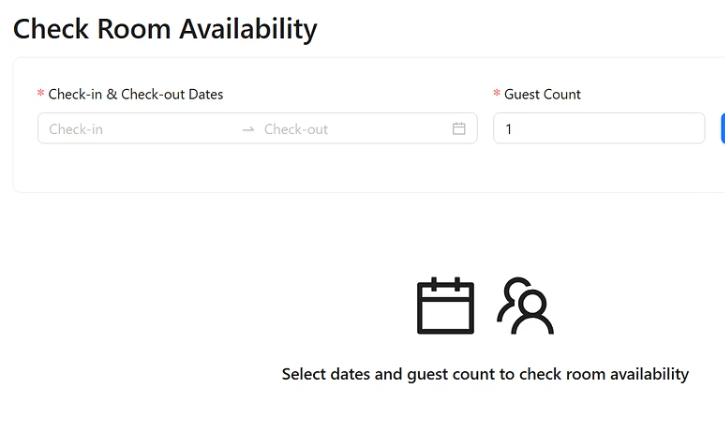 Check Room Availability
* Check-in & Check-out Dates
* Guest Count
Check-in → Check-out
1
Select dates and guest count to check room availability